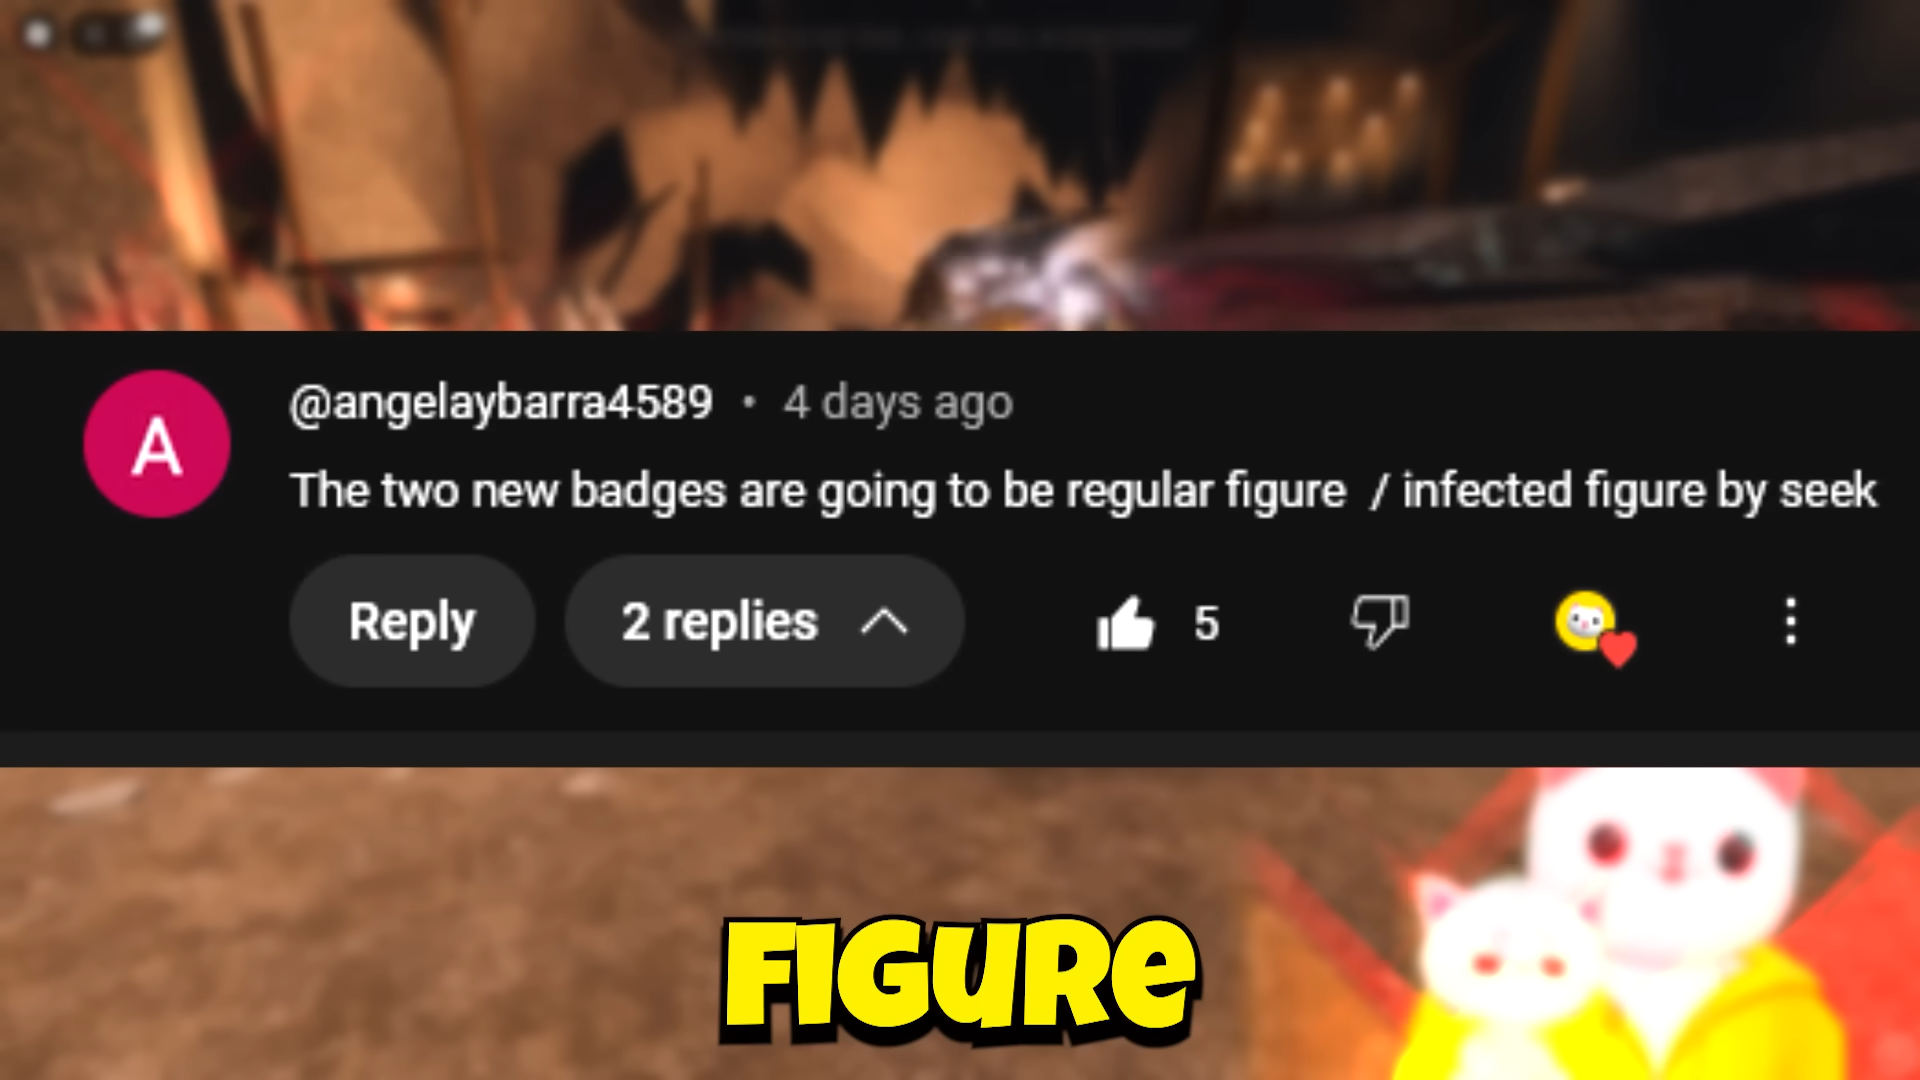 A
@angelaybarra4589 • 4 days ago
The two new badges are going to be regular figure / infected figure by seek
Reply
2 replies
5
FIGURE